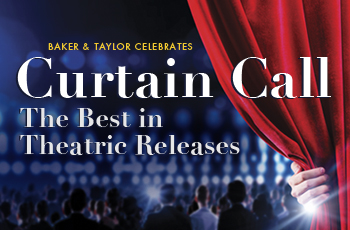 BAKER & TAYLOR CELEBRATES
Curtain Call
The Best in
Theatric Releases